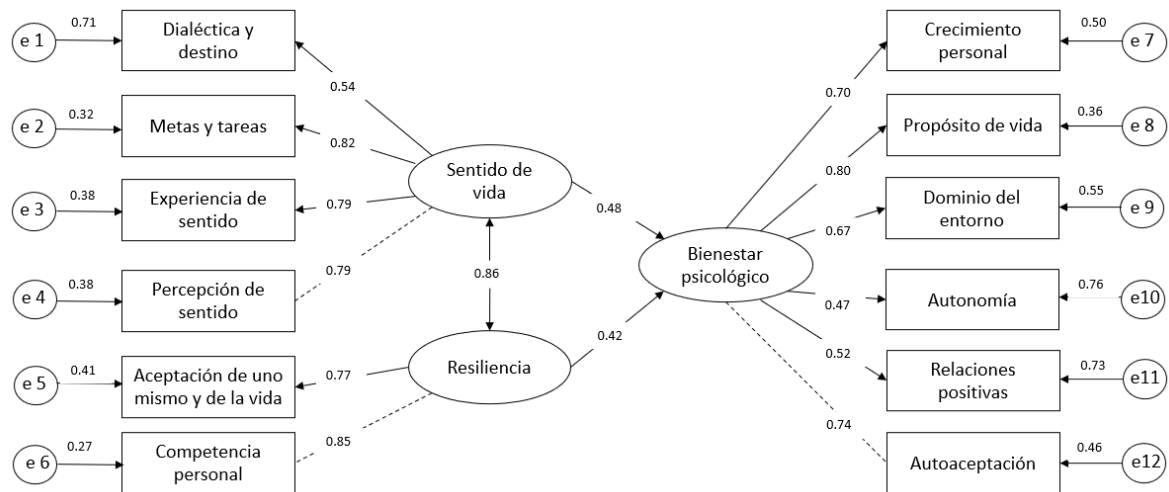 e 1
0.71
Dialéctica y
destino
e 2
0.32
Metas y tareas
e 3
0.38
Experiencia de
sentido
e 4
0.38
Percepción de
sentido
e 5
0.41
Aceptación de uno
mismo y de la vida
e 6
0.27
Competencia
personal
0.54
0.82
0.79
0.79
0.77
0.85
Sentido de
vida
0.86
Resiliencia
0.48
0.42
Bienestar
psicológico
0.70
0.80
0.67
0.47
0.52
0.74
Crecimiento
personal
0.50
e 7
Propósito de vida
0.36
e 8
Dominio del
entorno
0.55
e 9
Autonomía
0.76
e10
Relaciones
positivas
0.73
e11
Autoaceptación
0.46
e12